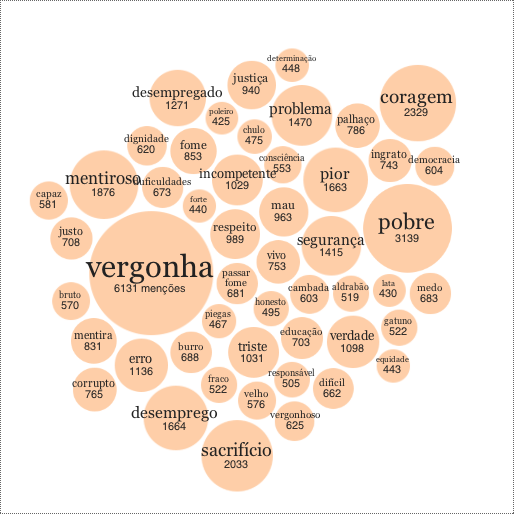 determinação
448
justiça
940
desempregado
1271
coragem
2329
poleiro
425
problema
1470
palhaço
786
chulo
475
dignidade
620
fome
853
consciência
553
ingrato
743
democracia
604
mentiroso
1876
dificuldades
673
incompetente
1029
pior
1663
capaz
581
forte
440
mau
963
pobre
3139
justo
708
respeito
989
segurança
1415
vergonha
6131 menções
vivo
753
passar
fome
681
cambada
603
aldrabão
519
lata
430
medo
683
bruto
570
honesto
495
piegas
467
gatuno
522
mentira
831
educação
703
verdade
1098
erro
1136
burro
688
triste
1031
equidade
443
corrupto
765
fraco
522
responsável
505
difícil
662
velho
576
desemprego
1664
vergonhoso
625
sacrifício
2033